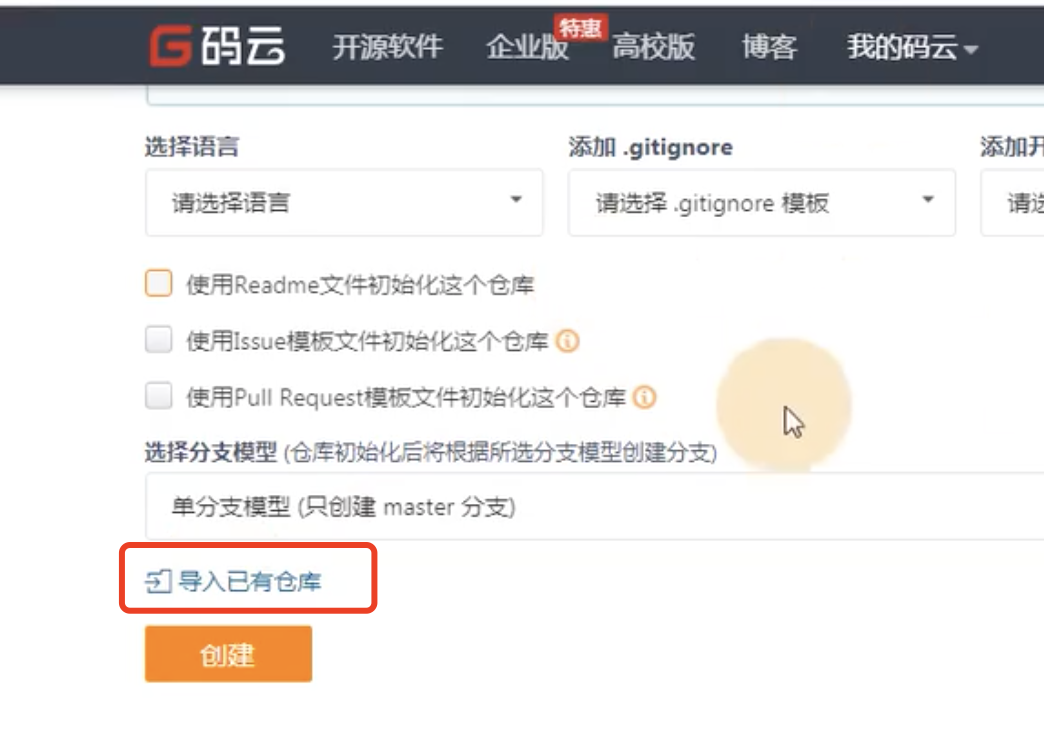 码云 开源软件 企业版 特惠 高校版 博客 我的码云
选择语言 添加 .gitignore 添加开
请选择语言 请选择 .gitignore 模板 请选
使用Readme文件初始化这个仓库
使用Issue模板文件初始化这个仓库
使用Pull Request模板文件初始化这个仓库
选择分支模型 (仓库初始化后将根据所选分支模型创建分支)
单分支模型 (只创建 master 分支)
导入已有仓库
创建